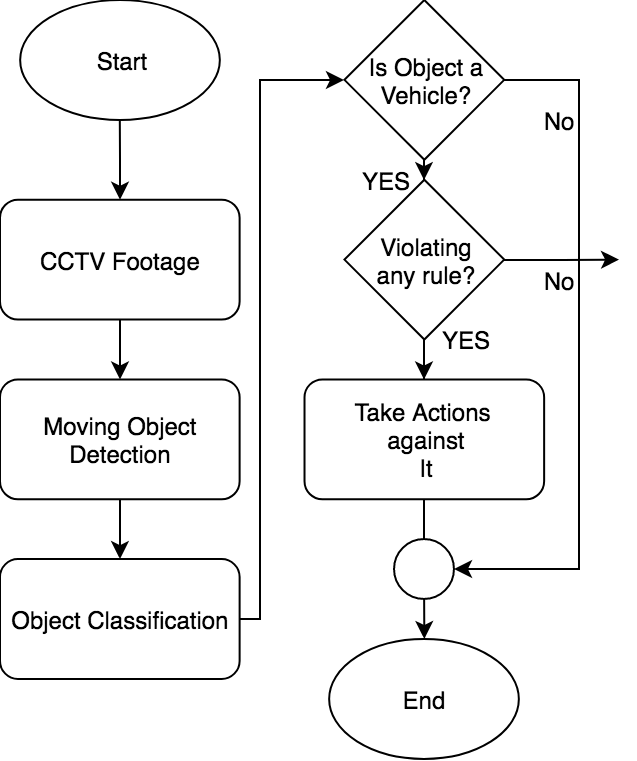 Start
CCTV Footage
Moving Object
Detection
Object Classification
Is Object a
Vehicle?
No
YES
Violating
any rule?
No
YES
Take Actions
against
It
End